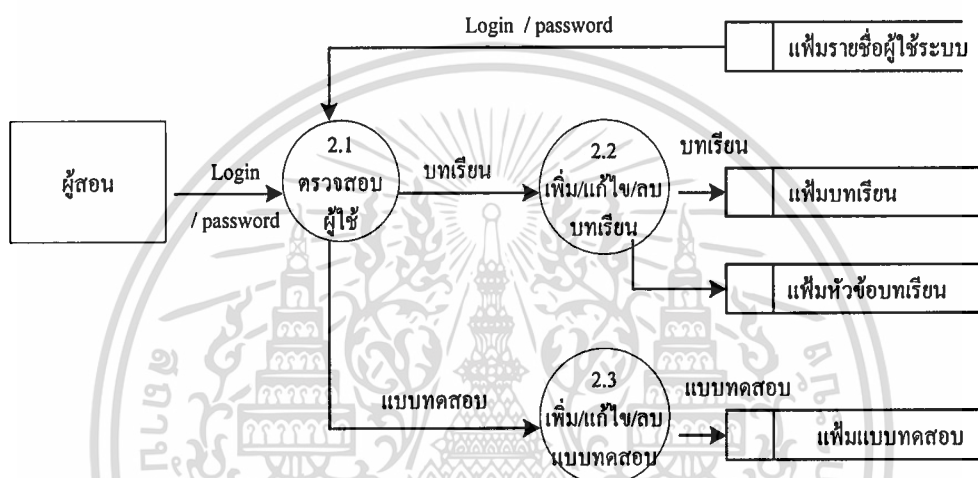 Login / password
แฟ้มรายชื่อผู้ใช้ระบบ
ผู้สอน
Login
/ password
2.1
ตรวจสอบ
ผู้ใช้
บทเรียน
2.2
เพิ่ม/แก้ไข/ลบ
บทเรียน
บทเรียน
แฟ้มบทเรียน
แฟ้มหัวข้อบทเรียน
แบบทดสอบ
2.3
เพิ่ม/แก้ไข/ลบ
แบบทดสอบ
แบบทดสอบ
แฟ้มแบบทดสอบ